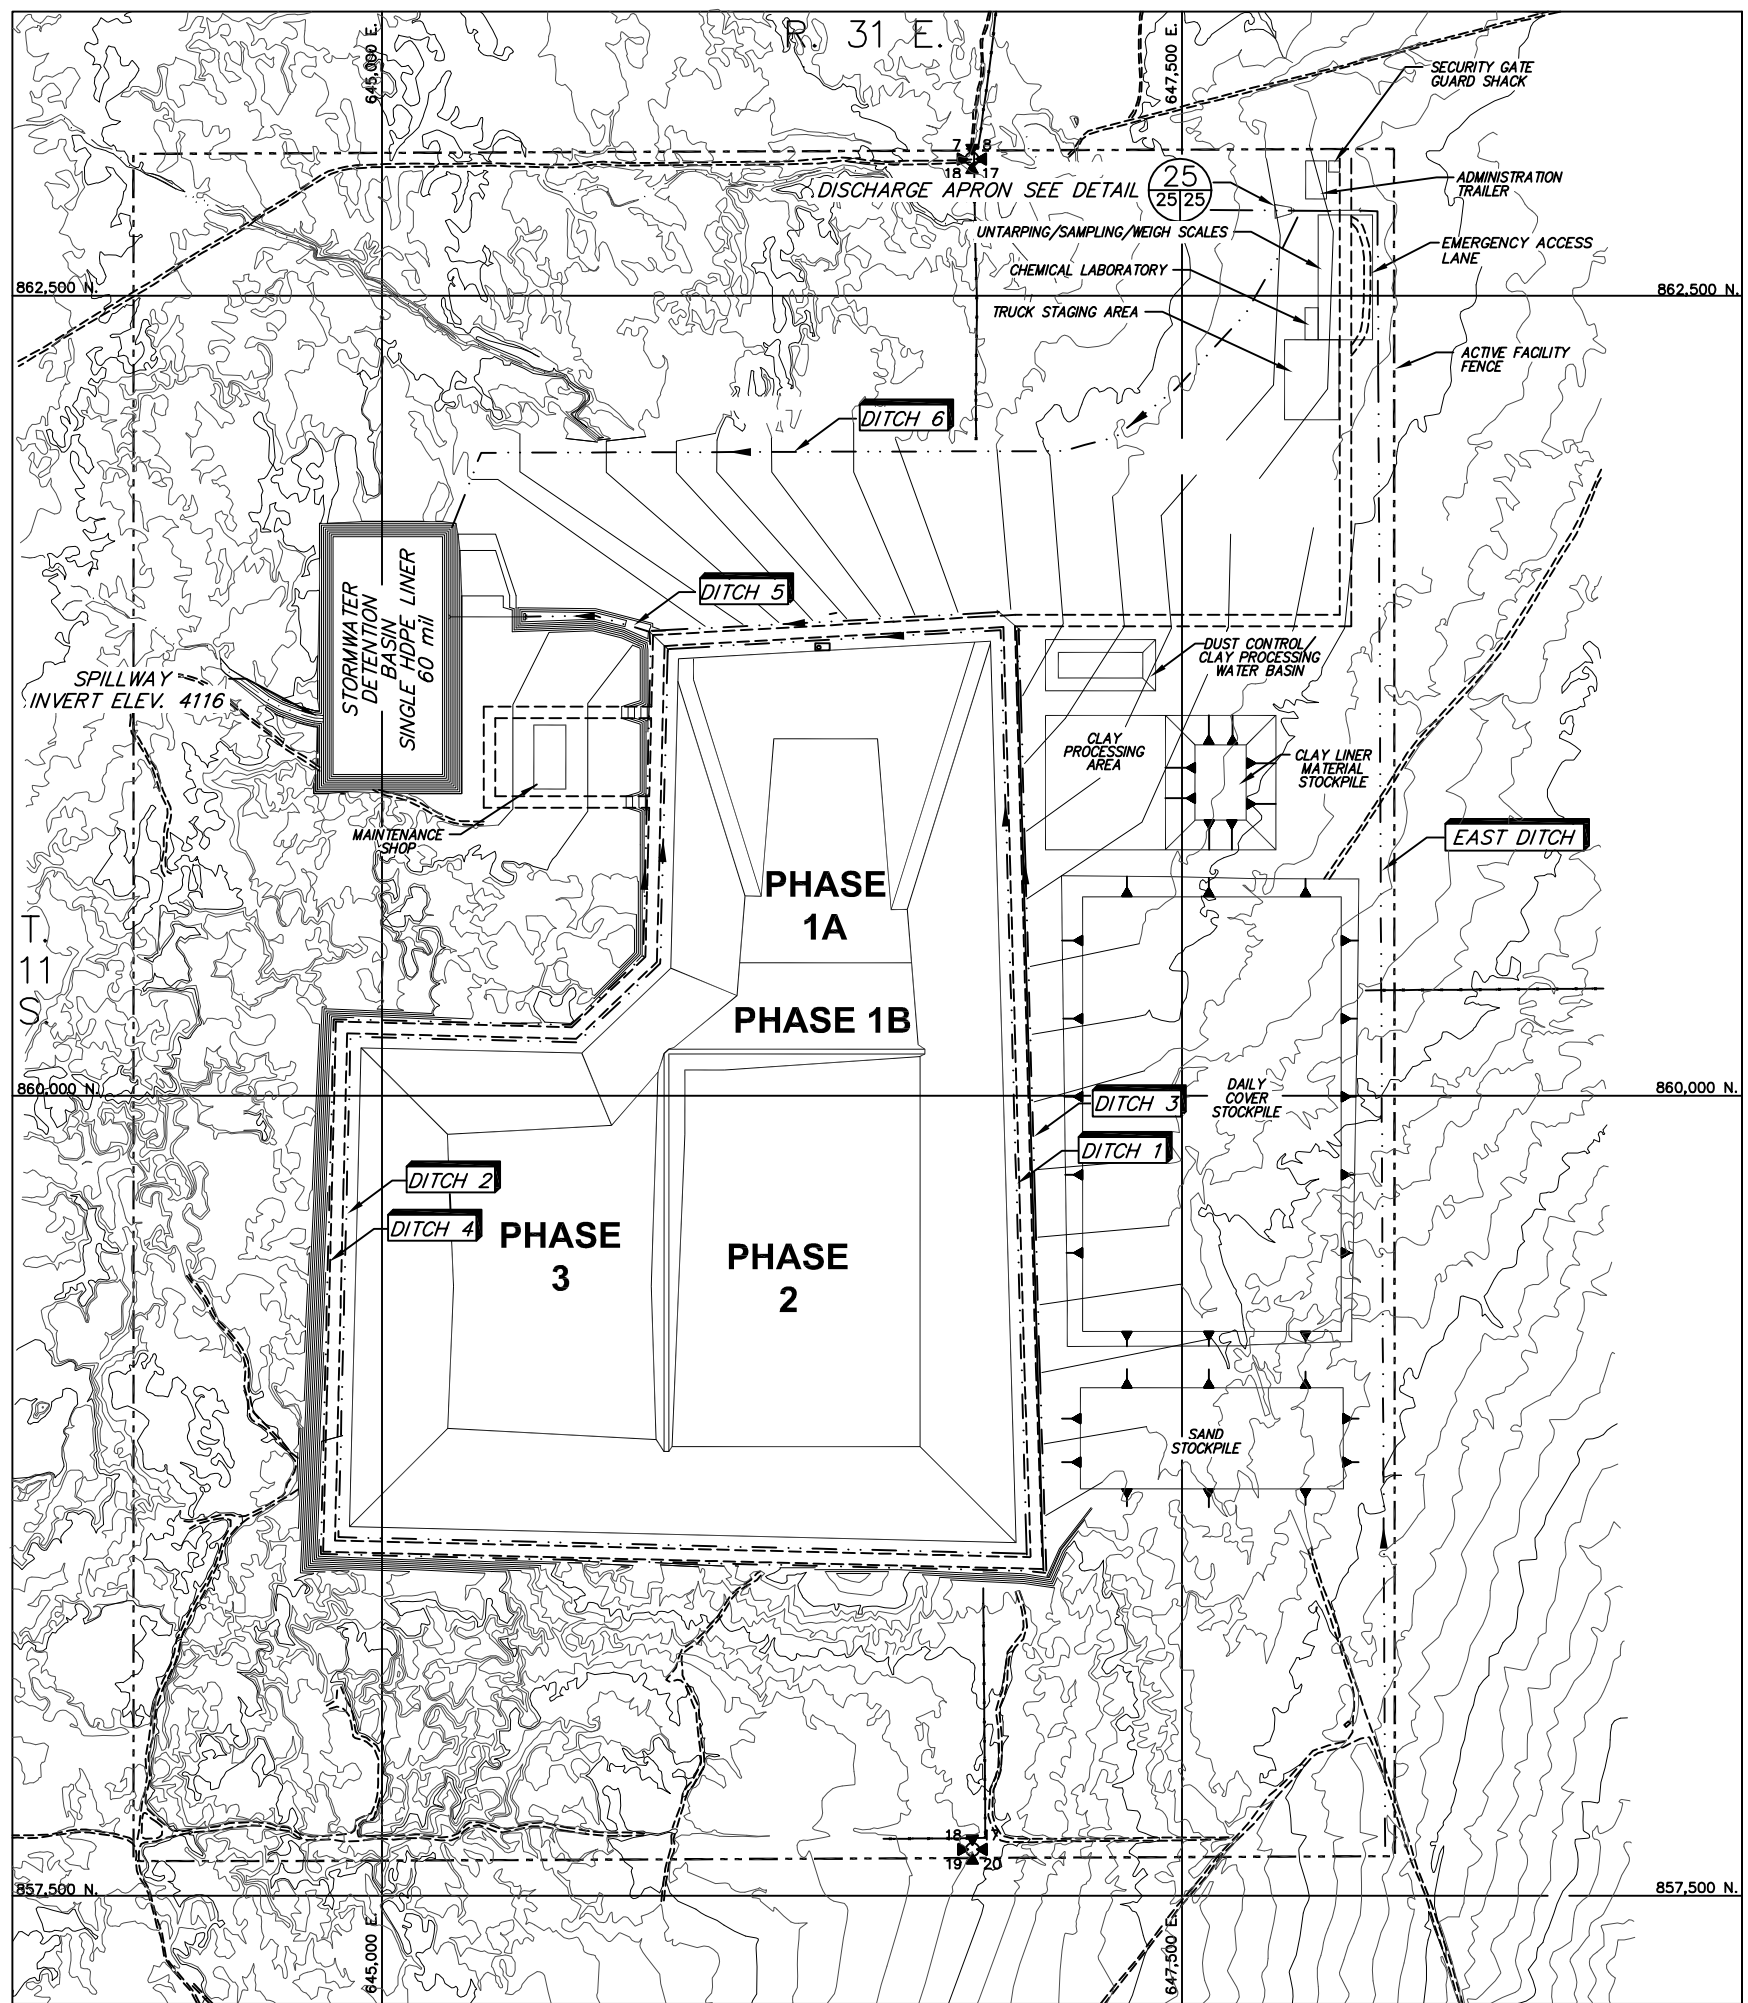 R. 31 E.
645,000 E.
647,500 E.
SECURITY GATE
GUARD SHACK
7 8
18 17
DISCHARGE APRON SEE DETAIL
25
25 25
ADMINISTRATION
TRAILER
UNTARPING/SAMPLING/WEIGH SCALES
EMERGENCY ACCESS
LANE
CHEMICAL LABORATORY
862,500 N.
862,500 N.
TRUCK STAGING AREA
ACTIVE FACILITY
FENCE
DITCH 6
STORMWATER
DETENTION
BASIN
SINGLE HDPE LINER
60 mil
DITCH 5
DUST CONTROL
CLAY PROCESSING
WATER BASIN
SPILLWAY
INVERT ELEV. 4116
CLAY
PROCESSING
AREA
CLAY LINER
MATERIAL
STOCKPILE
MAINTENANCE
SHOP
EAST DITCH
PHASE
1A
T.
11
S.
PHASE 1B
860,000 N.
860,000 N.
DAILY
COVER
STOCKPILE
DITCH 3
DITCH 1
DITCH 2
DITCH 4
PHASE
3
PHASE
2
SAND
STOCKPILE
18
19 20
857,500 N.
857,500 N.
645,000 E.
647,500 E.